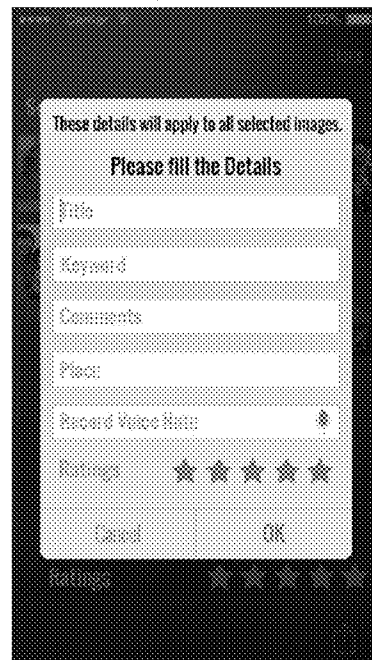 These details will apply to all selected images.
Please fill the Details
Title
Keyword
Comments
Place
Record Voice Note
Ratings
Cancel
OK
Ratings